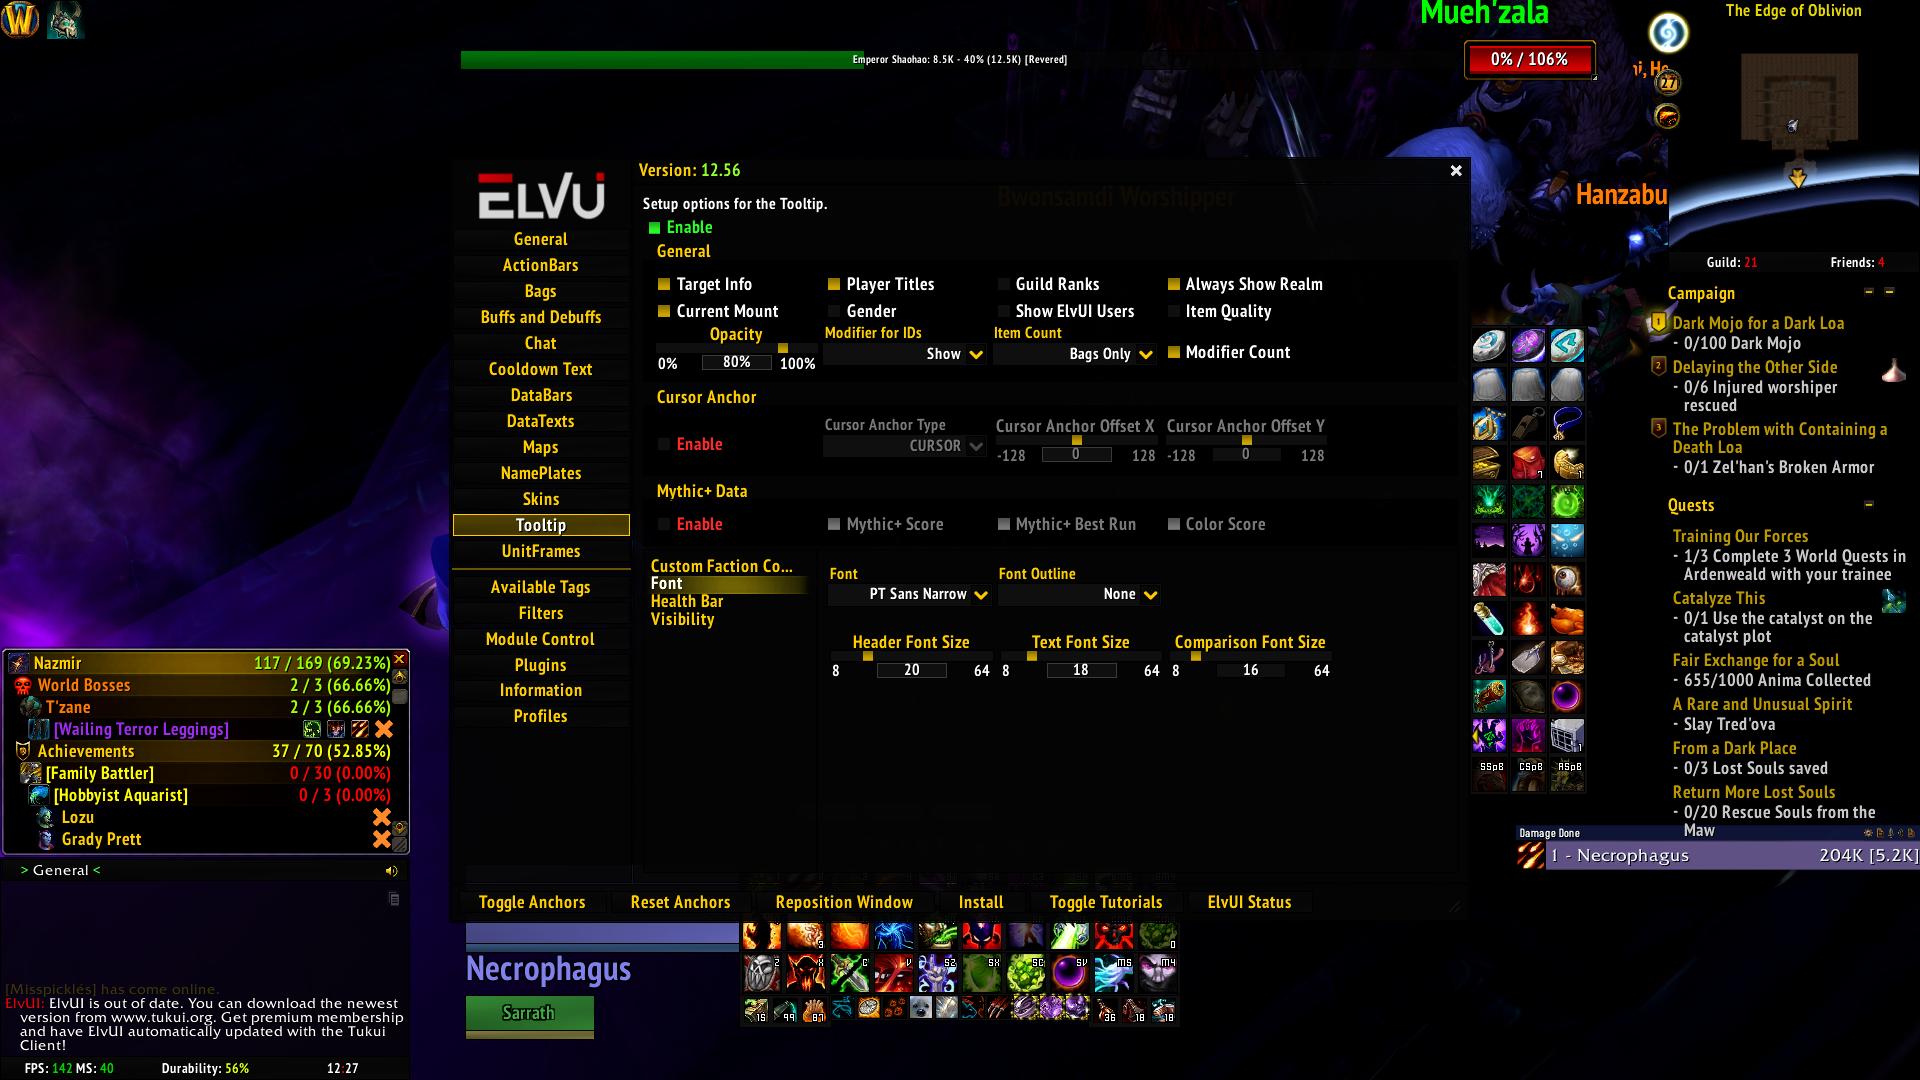 Mueh'zala
The Edge of Oblivion
Emperor Shaohao: 8.5K - 40% (12.5K) [Revered]
0% / 106%
27
Hanzabu
Guild: 21
Friends: 4
ELVUI
Version: 12.56
Bwonsamdi Worshipper
Setup options for the Tooltip.
Enable
General
Target Info
Player Titles
Guild Ranks
Always Show Realm
Current Mount
Gender
Show ElvUI Users
Item Quality
Opacity
Modifier for IDs
Item Count
0%
80%
100%
Show
Bags Only
Modifier Count
Cursor Anchor
Enable
Cursor Anchor Type
CURSOR
Cursor Anchor Offset X
-128
0
128
Cursor Anchor Offset Y
-128
0
128
Mythic+ Data
Enable
Mythic+ Score
Mythic+ Best Run
Color Score
Custom Faction Co...
Font
Health Bar
Visibility
Font
PT Sans Narrow
Font Outline
None
Header Font Size
8
20
64
Text Font Size
8
18
64
Comparison Font Size
8
16
64
General
ActionBars
Bags
Buffs and Debuffs
Chat
Cooldown Text
DataBars
DataTexts
Maps
NamePlates
Skins
Tooltip
UnitFrames
Available Tags
Filters
Module Control
Plugins
Information
Profiles
Toggle Anchors
Reset Anchors
Reposition Window
Install
Toggle Tutorials
ElvUI Status
Campaign
Dark Mojo for a Dark Loa
- 0/100 Dark Mojo
Delaying the Other Side
- 0/6 Injured worshiper
rescued
The Problem with Containing a
Death Loa
- 0/1 Zel'han's Broken Armor
Quests
Training Our Forces
- 1/3 Complete 3 World Quests in
Ardenweald with your trainee
Catalyze This
- 0/1 Use the catalyst on the
catalyst plot
Fair Exchange for a Soul
- 655/1000 Anima Collected
A Rare and Unusual Spirit
- Slay Tred'ova
From a Dark Place
- 0/3 Lost Souls saved
Return More Lost Souls
- 0/20 Rescue Souls from the
Maw
SSpB
CSpB
ASpB
Damage Done
1 - Necrophagus
204K [5.2K]
Nazmir
117 / 169 (69.23%)
World Bosses
2 / 3 (66.66%)
T'zane
2 / 3 (66.66%)
[Wailing Terror Leggings]
Achievements
37 / 70 (52.85%)
[Family Battler]
0 / 30 (0.00%)
[Hobbyist Aquarist]
0 / 3 (0.00%)
Lozu
Grady Prett
> General <
[Misspicklés] has come online.
ElvUI: ElvUI is out of date. You can download the newest
version from www.tukui.org. Get premium membership
and have ElvUI automatically updated with the Tukui
Client!
FPS: 142 MS: 40
Durability: 56%
12:27
Necrophagus
Sarrath